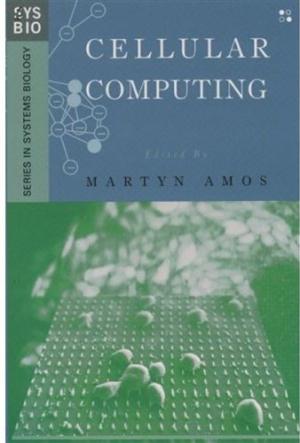 SYS
BIO
SERIES IN SYSTEMS BIOLOGY
CELLULAR
COMPUTING
Edited By
MARTYN AMOS